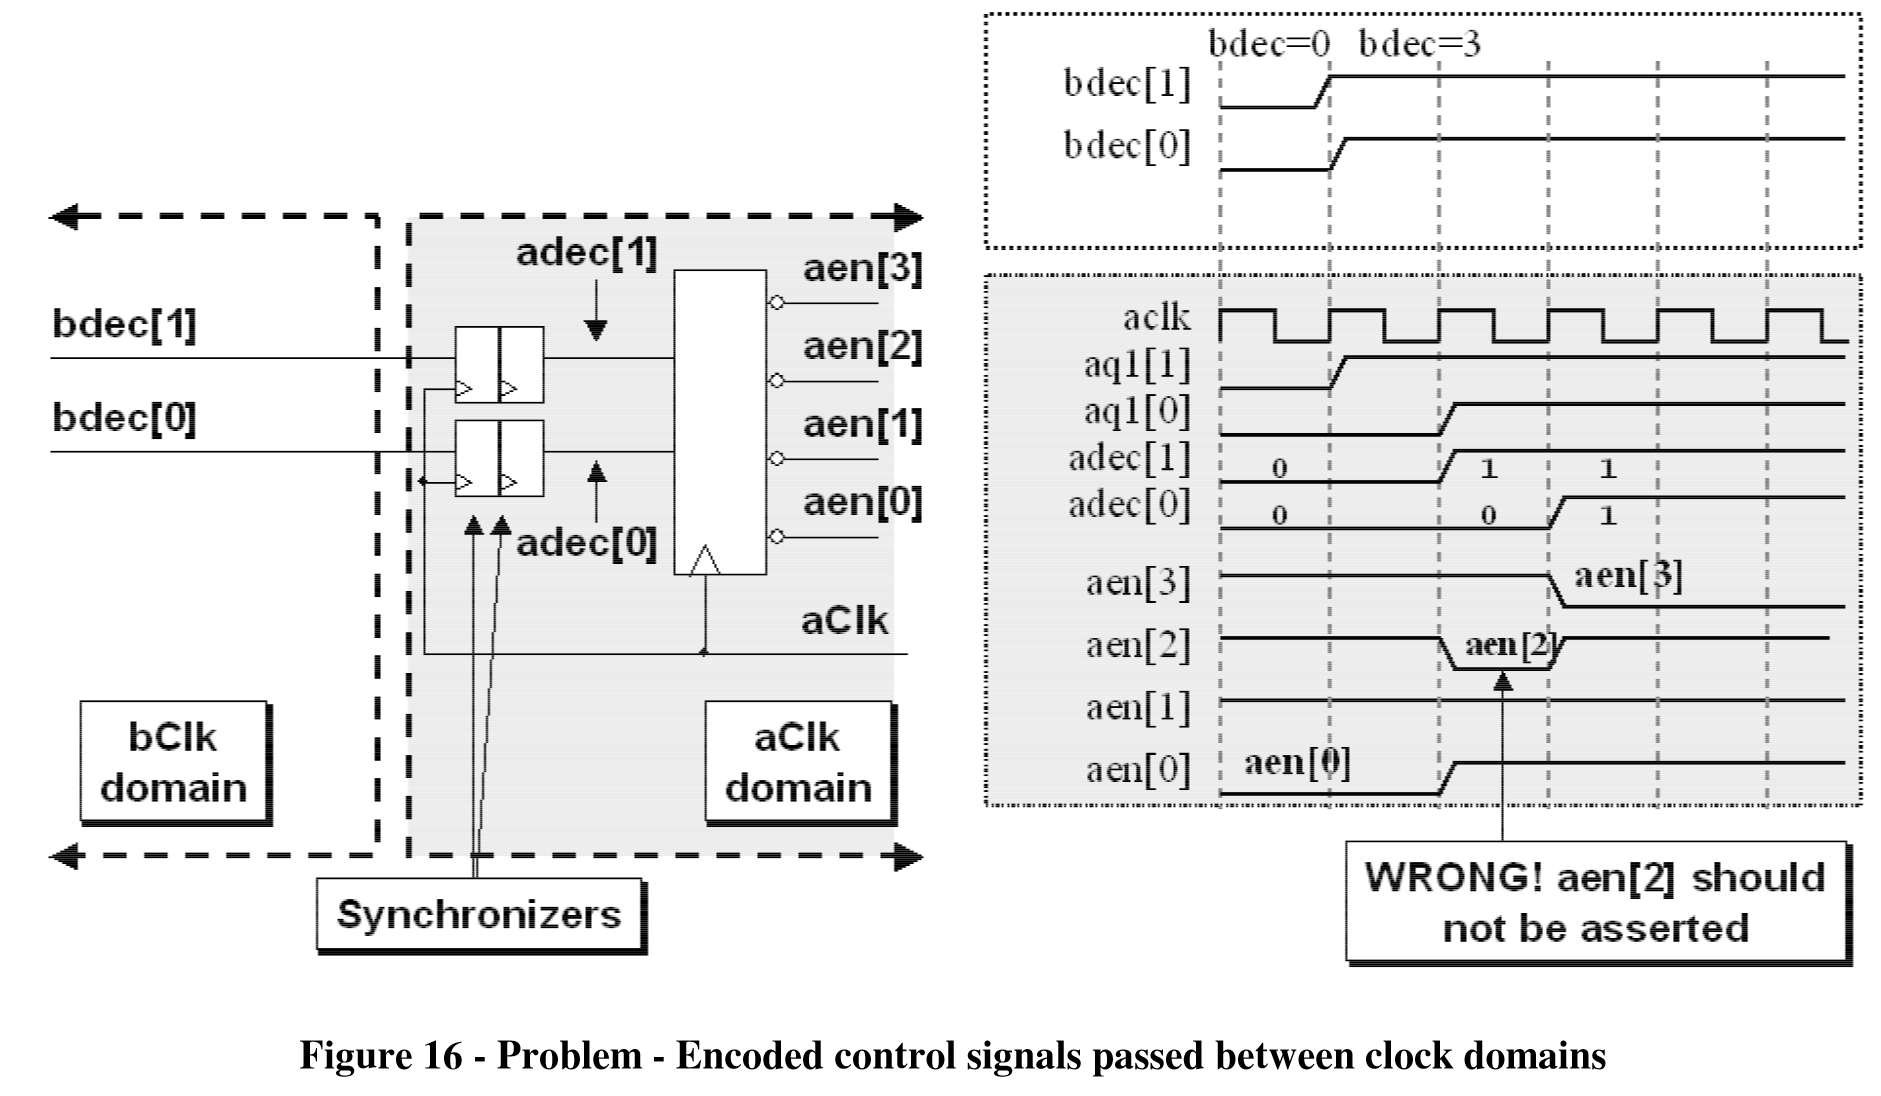 bdec=0 bdec=3
bdec[1]
bdec[0]
adec[1]
aen[3]
bdec[1]
aen[2]
bdec[0]
aen[1]
aen[0]
adec[0]
aClk
bClk
domain
aClk
domain
Synchronizers
aclk
aq1[1]
aq1[0]
adec[1] 0 1 1
adec[0] 0 0 1
aen[3] aen[3]
aen[2] aen[2]
aen[1]
aen[0] aen[0]
WRONG! aen[2] should
not be asserted
Figure 16 - Problem - Encoded control signals passed between clock domains